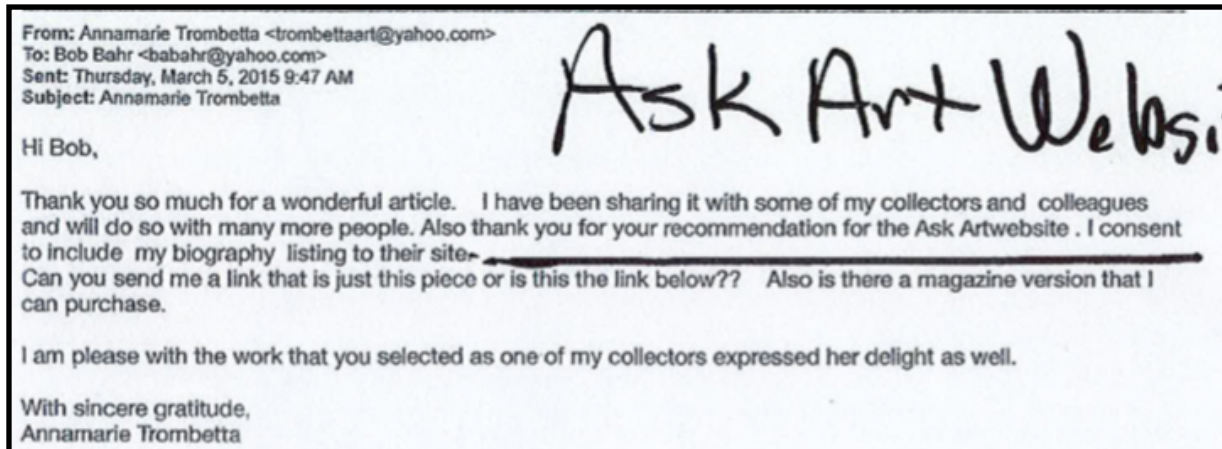 From: Annamarie Trombetta <trombettaart@yahoo.com>
To: Bob Bahr <babahr@yahoo.com>
Sent: Thursday, March 5, 2015 9:47 AM
Subject: Annamarie Trombetta
Ask Art Websi
Hi Bob,
Thank you so much for a wonderful article. I have been sharing it with some of my collectors and colleagues
and will do so with many more people. Also thank you for your recommendation for the Ask Artwebsite . I consent
to include my biography listing to their site
Can you send me a link that is just this piece or is this the link below?? Also is there a magazine version that I
can purchase.
I am please with the work that you selected as one of my collectors expressed her delight as well.
With sincere gratitude,
Annamarie Trombetta